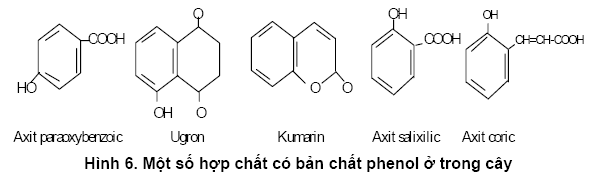 COOH
HO
O
O
OH
O
O
OH
COOH
OH
CH=CH-COOH
Axit paraoxybenzoic Ugron Kumarin Axit salixilic Axit coric
Hình 6. Một số hợp chất có bản chất phenol ở trong cây